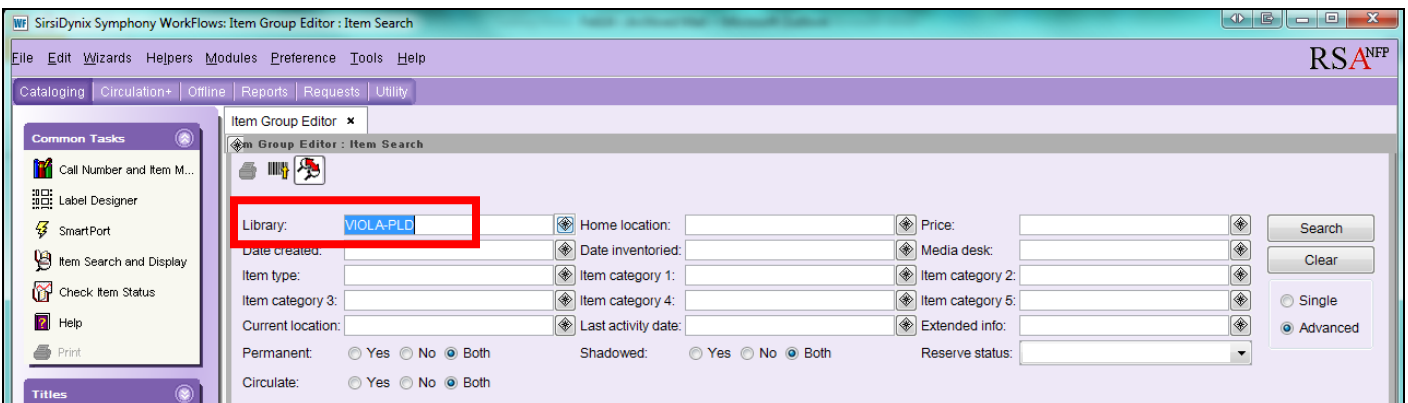 WF SirsiDynix Symphony WorkFlows: Item Group Editor : Item Search
File Edit Wizards Helpers Modules Preference Tools Help
RSA NFP
Cataloging Circulation+ Offline Reports Requests Utility
Item Group Editor ×
Common Tasks
m Group Editor : Item Search
Call Number and Item M...
Label Designer
SmartPort
Item Search and Display
Check Item Status
Help
Print
Titles
Library: VIOLA-PLD Home location: Price:
Date created: Date inventoried: Media desk:
Item type: Item category 1: Item category 2:
Item category 3: Item category 4: Item category 5:
Current location: Last activity date: Extended info:
Permanent: Yes No Both Shadowed: Yes No Both Reserve status:
Circulate: Yes No Both
Search
Clear
Single
Advanced